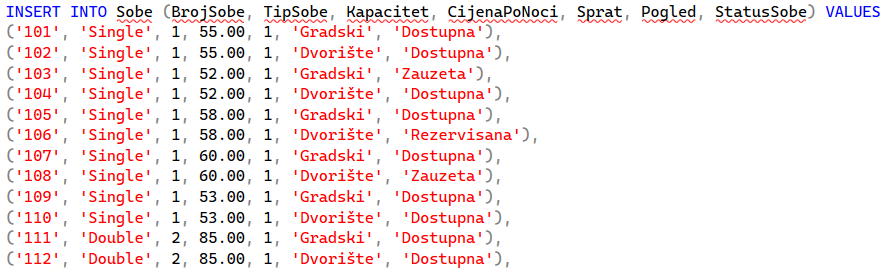 INSERT INTO Sobe (BrojSobe, TipSobe, Kapacitet, CijenaPoNoci, Sprat, Pogled, StatusSobe) VALUES
('101', 'Single', 1, 55.00, 1, 'Gradski', 'Dostupna'),
('102', 'Single', 1, 55.00, 1, 'Dvorište', 'Dostupna'),
('103', 'Single', 1, 52.00, 1, 'Gradski', 'Zauzeta'),
('104', 'Single', 1, 52.00, 1, 'Dvorište', 'Dostupna'),
('105', 'Single', 1, 58.00, 1, 'Gradski', 'Dostupna'),
('106', 'Single', 1, 58.00, 1, 'Dvorište', 'Rezervisana'),
('107', 'Single', 1, 60.00, 1, 'Gradski', 'Dostupna'),
('108', 'Single', 1, 60.00, 1, 'Dvorište', 'Zauzeta'),
('109', 'Single', 1, 53.00, 1, 'Gradski', 'Dostupna'),
('110', 'Single', 1, 53.00, 1, 'Dvorište', 'Dostupna'),
('111', 'Double', 2, 85.00, 1, 'Gradski', 'Dostupna'),
('112', 'Double', 2, 85.00, 1, 'Dvorište', 'Dostupna'),